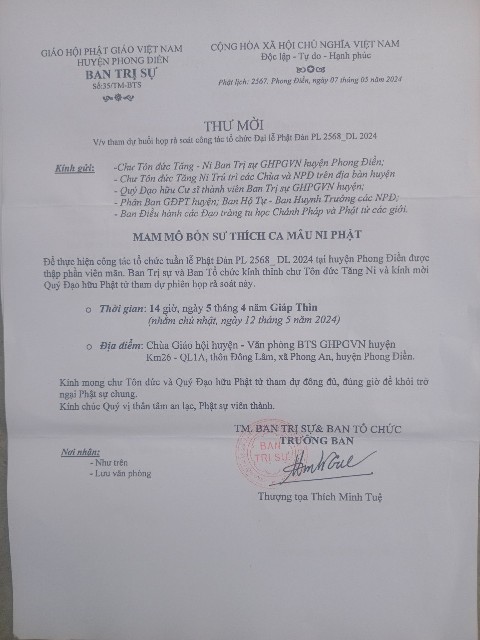 GIÁO HỘI PHẬT GIÁO VIỆT NAM
HUYỆN PHONG ĐIỀN
BAN TRỊ SỰ
Số:35/TM-BTS
CỘNG HÒA XÃ HỘI CHỦ NGHĨA VIỆT NAM
Độc lập - Tự do - Hạnh phúc
Phật lịch: 2567. Phong Điền, ngày 07 tháng 05 năm 2024
THƯ MỜI
V/v tham dự buổi họp rà soát công tác tổ chức Đại lễ Phật Đản PL 2568_DL 2024
Kính gửi:
-Chư Tôn đức Tăng - Ni Ban Trị sự GHPGVN huyện Phong Điền;
- Chư Tôn đức Tăng Ni Trú trì các Chùa và NPĐ trên địa bàn huyện
- Quý Đạo hữu Cư sĩ thành viên Ban Trị sự GHPGVN huyện;
- Phân Ban GĐPT huyện; Ban Hộ Tự - Ban Huynh Trưởng các NPĐ;
- Ban Điều hành các Đạo tràng tu học Chánh Pháp và Phật tử các giới.
NAM MÔ BỔN SƯ THÍCH CA MÂU NI PHẬT
Để thực hiện công tác tổ chức tuần lễ Phật Đản PL 2568_ DL 2024 tại huyện Phong Điền được
thập phần viên mãn. Ban Trị sự và Ban Tổ chức kính thỉnh chư Tôn đức Tăng Ni và kính mời
Quý Đạo hữu Phật tử tham dự phiên họp rà soát này.
o Thời gian: 14 giờ, ngày 5 tháng 4 năm Giáp Thìn
(nhằm chủ nhật, ngày 12 tháng 5 năm 2024)
o Địa điểm: Chùa Giáo hội huyện - Văn phòng BTS GHPGVN huyện
Km26 - QL1A, thôn Đông Lâm, xã Phong An, huyện Phong Điền.
Kính mong chư Tôn đức và Quý Đạo hữu Phật tử tham dự đông đủ, đúng giờ để khỏi trở
ngại Phật sự chung.
Kính chúc Quý vị thân tâm an lạc, Phật sự viên thành.
TM. BAN TRỊ SỰ& BAN TỔ CHỨC
TRƯỞNG BAN
BAN
TRỊ SỰ
Nơi nhận:
- Như trên
- Lưu văn phòng
Thượng tọa Thích Minh Tuệ